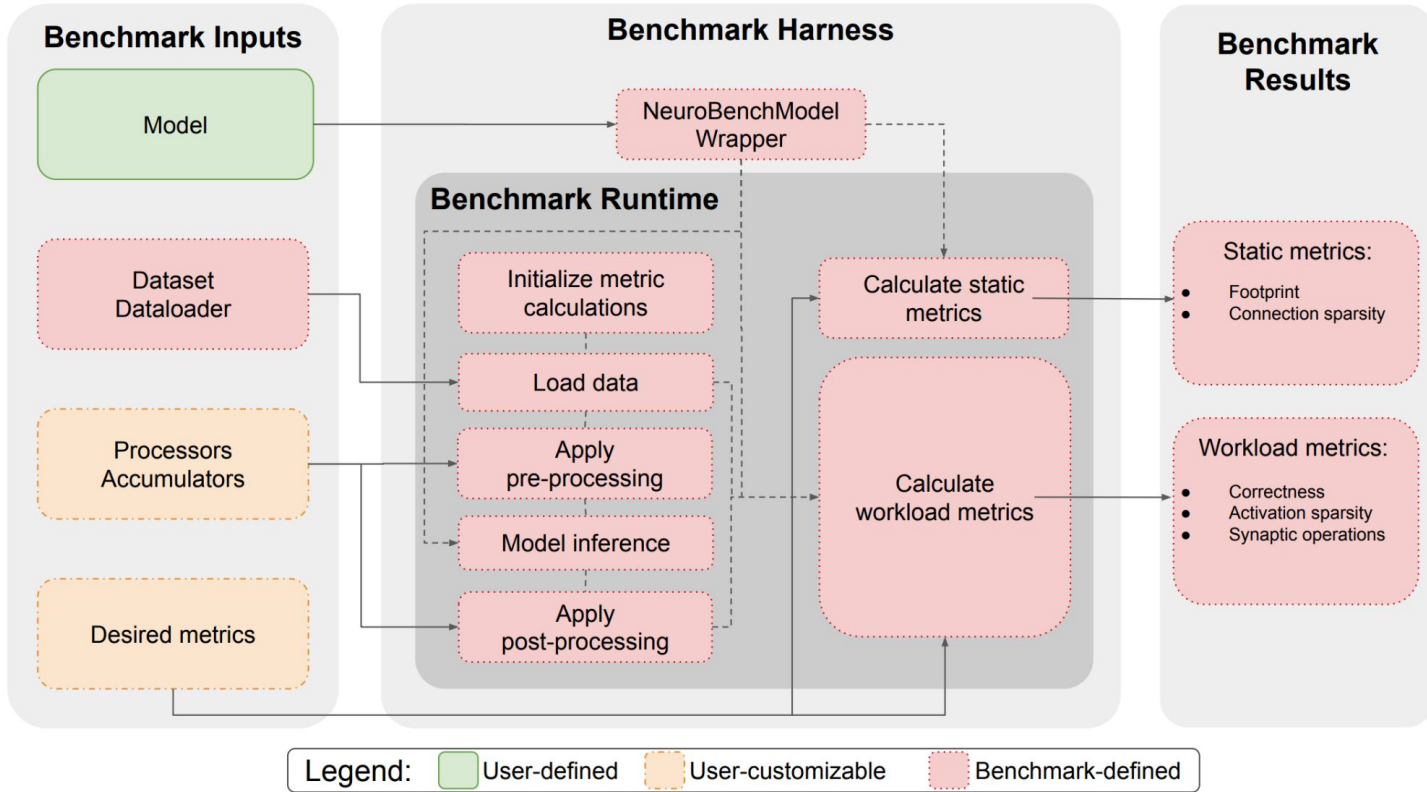 Benchmark Inputs
Model
Dataset
Dataloader
Processors
Accumulators
Desired metrics
Benchmark Harness
NeuroBenchModel
Wrapper
Benchmark Runtime
Initialize metric
calculations
Load data
Apply
pre-processing
Model inference
Apply
post-processing
Calculate static
metrics
Calculate
workload metrics
Benchmark
Results
Static metrics:
● Footprint
● Connection sparsity
Workload metrics:
● Correctness
● Activation sparsity
● Synaptic operations
Legend: User-defined User-customizable Benchmark-defined